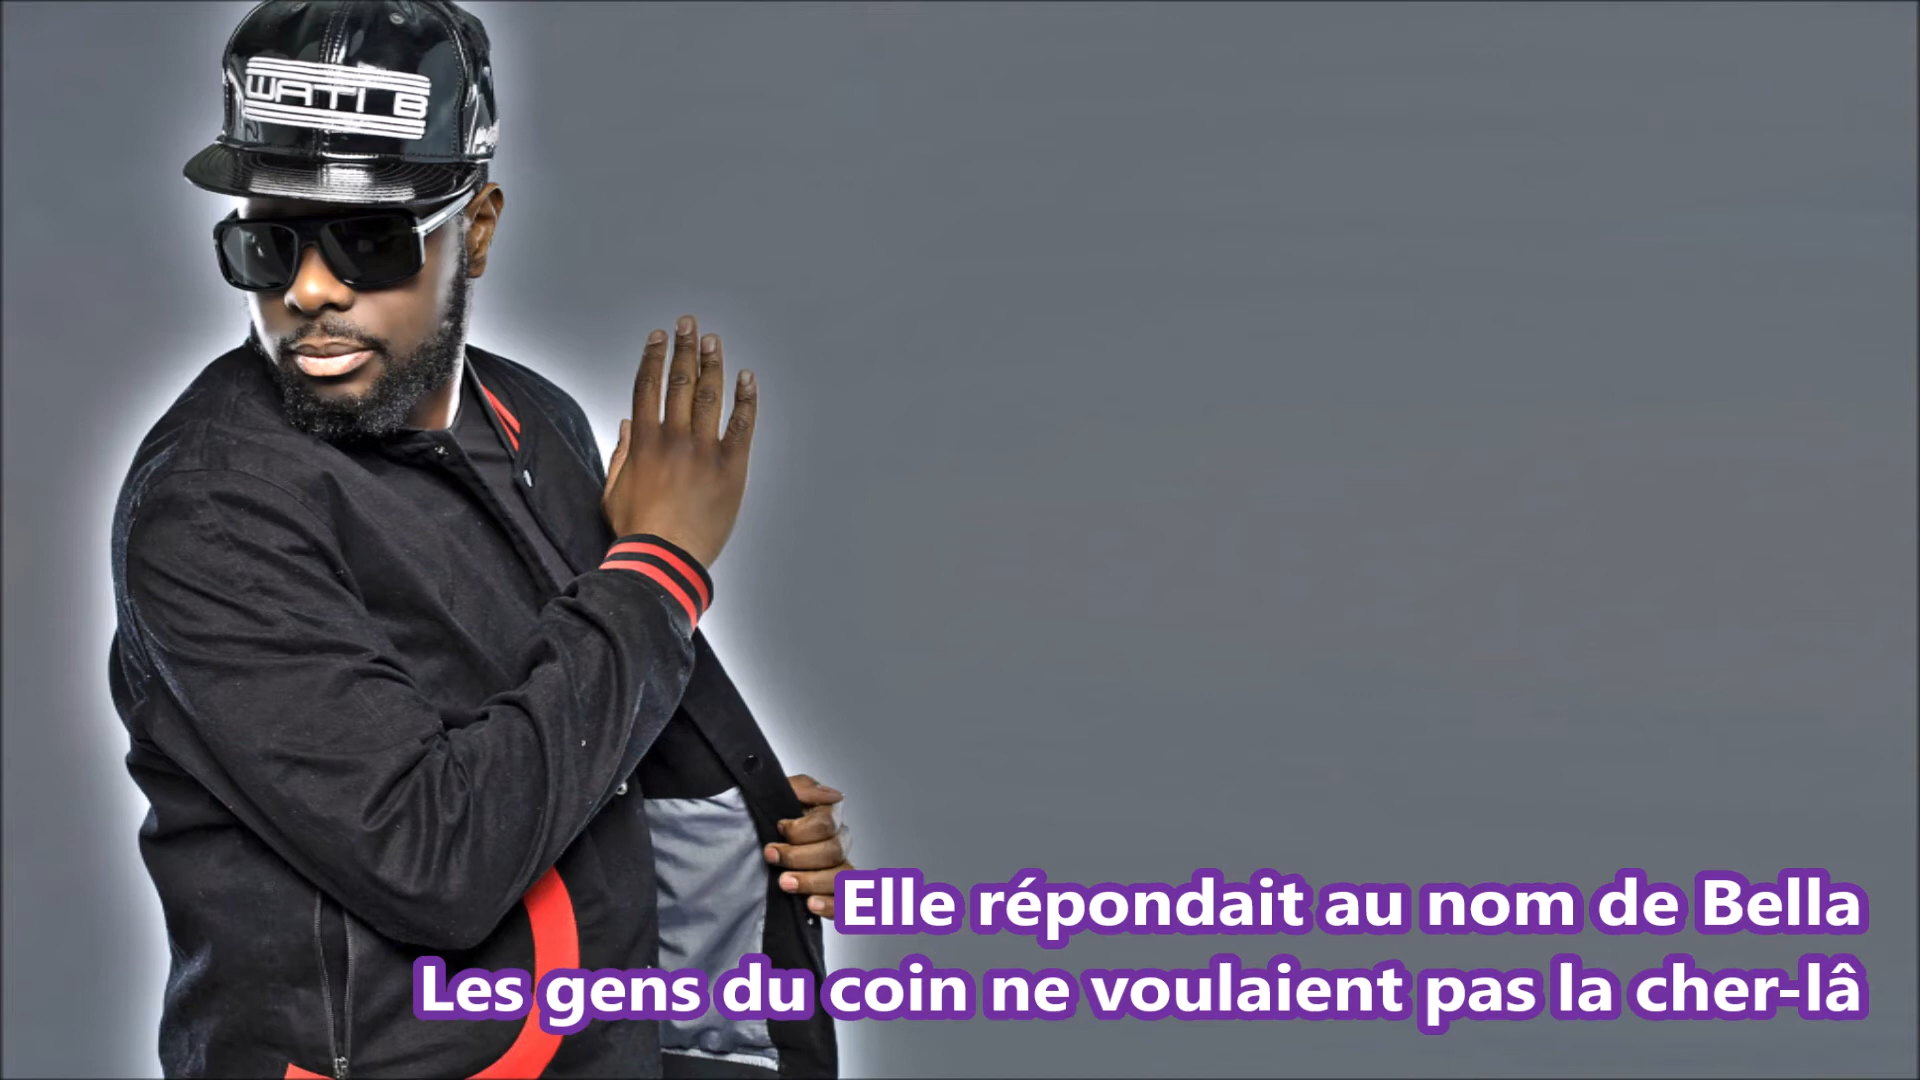 WATI B
Elle répondait au nom de Bella
Les gens du coin ne voulaient pas la cher-lâ